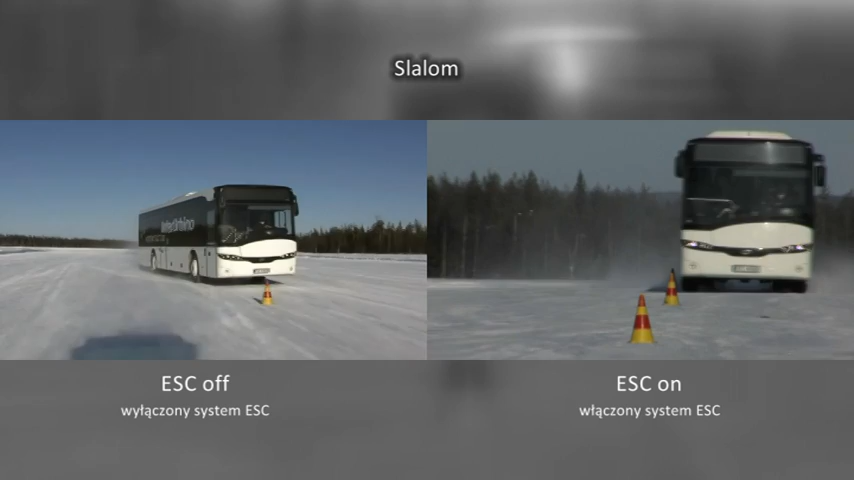 Slalom
ESC off
wyłączony system ESC
ESC on
włączony system ESC